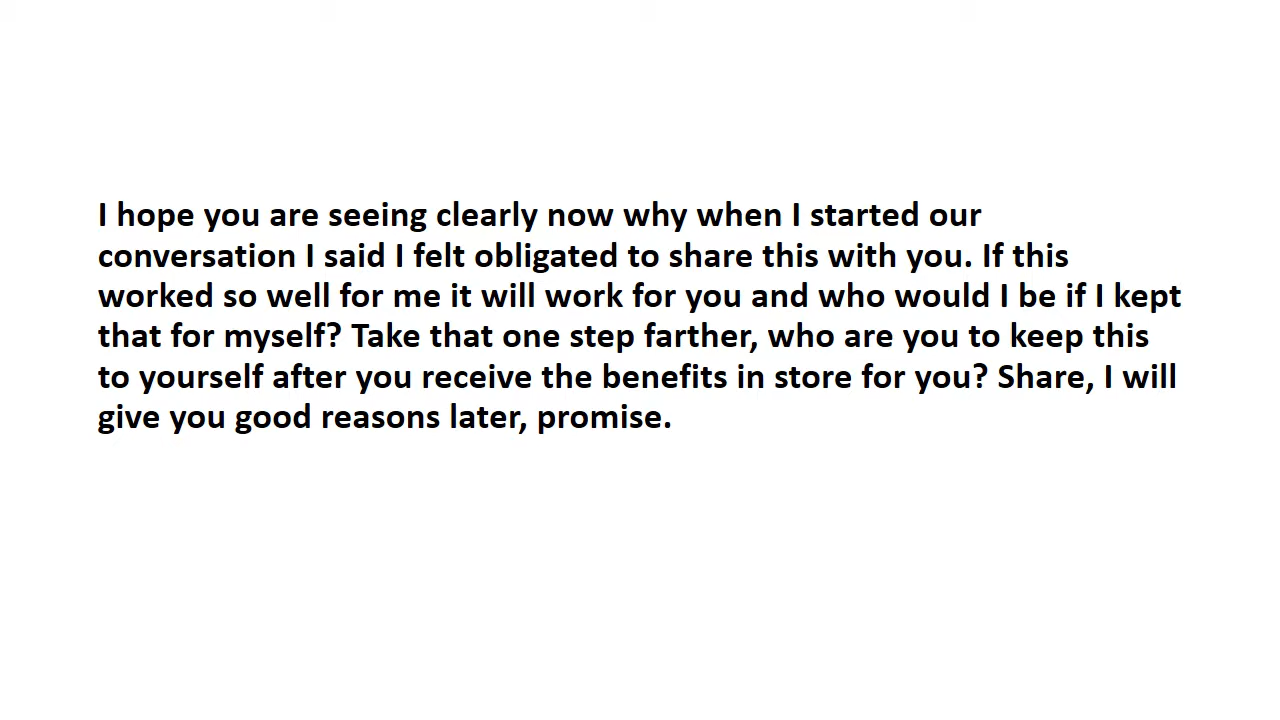 I hope you are seeing clearly now why when I started our
conversation I said I felt obligated to share this with you. If this
worked so well for me it will work for you and who would I be if I kept
that for myself? Take that one step farther, who are you to keep this
to yourself after you receive the benefits in store for you? Share, I will
give you good reasons later, promise.